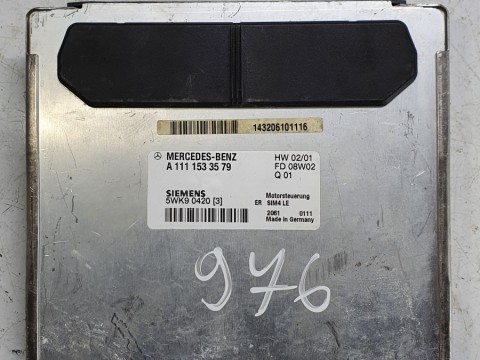 143206101116
MERCEDES-BENZ HW 02/01
A 111 153 35 79 FD 08W02
Q 01
SIEMENS Motorsteuerung
5WK9 0420 [3] ER SIM4 LE
2081 0111
Made in Germany
976